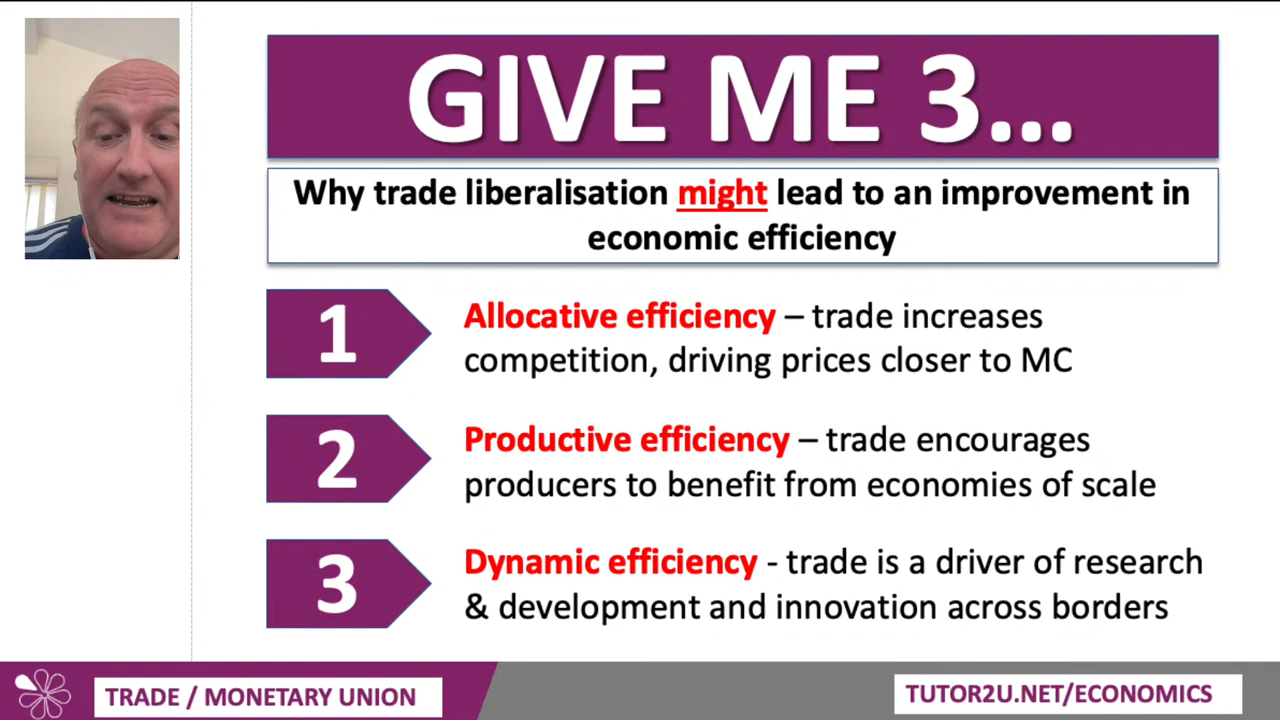 GIVE ME 3...
Why trade liberalisation might lead to an improvement in
economic efficiency
1
Allocative efficiency – trade increases
competition, driving prices closer to MC
2
Productive efficiency – trade encourages
producers to benefit from economies of scale
3
Dynamic efficiency - trade is a driver of research
& development and innovation across borders
TRADE / MONETARY UNION
TUTOR2U.NET/ECONOMICS